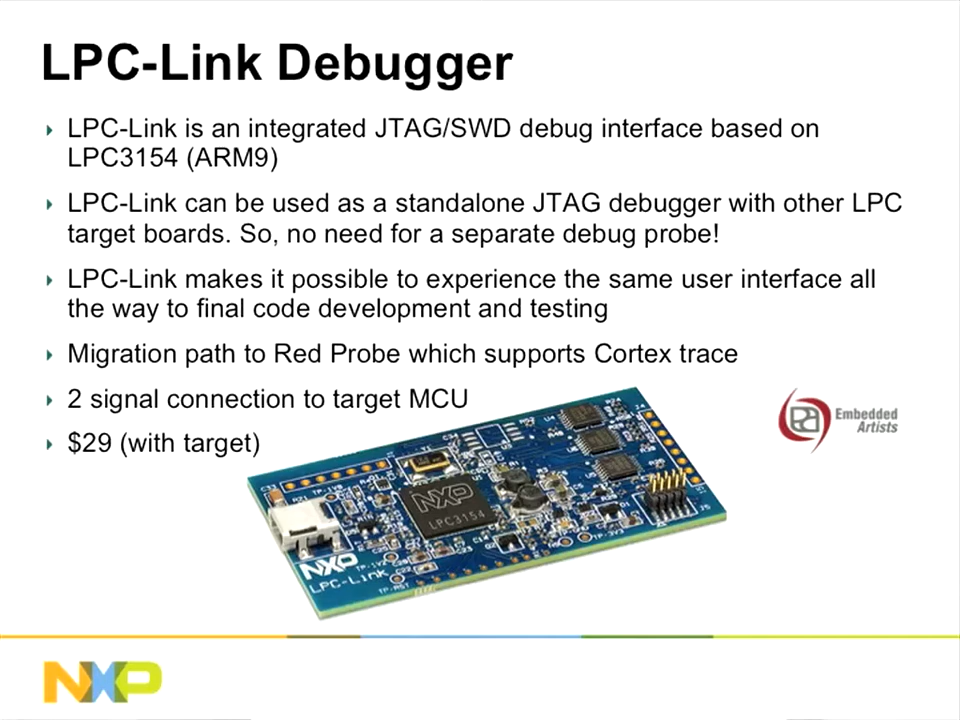 LPC-Link Debugger
LPC-Link is an integrated JTAG/SWD debug interface based on
LPC3154 (ARM9)
LPC-Link can be used as a standalone JTAG debugger with other LPC
target boards. So, no need for a separate debug probe!
LPC-Link makes it possible to experience the same user interface all
the way to final code development and testing
Migration path to Red Probe which supports Cortex trace
2 signal connection to target MCU
$29 (with target)
Embedded
Artists
NXP
LPC3154
NXP
LPC-Link
NXP